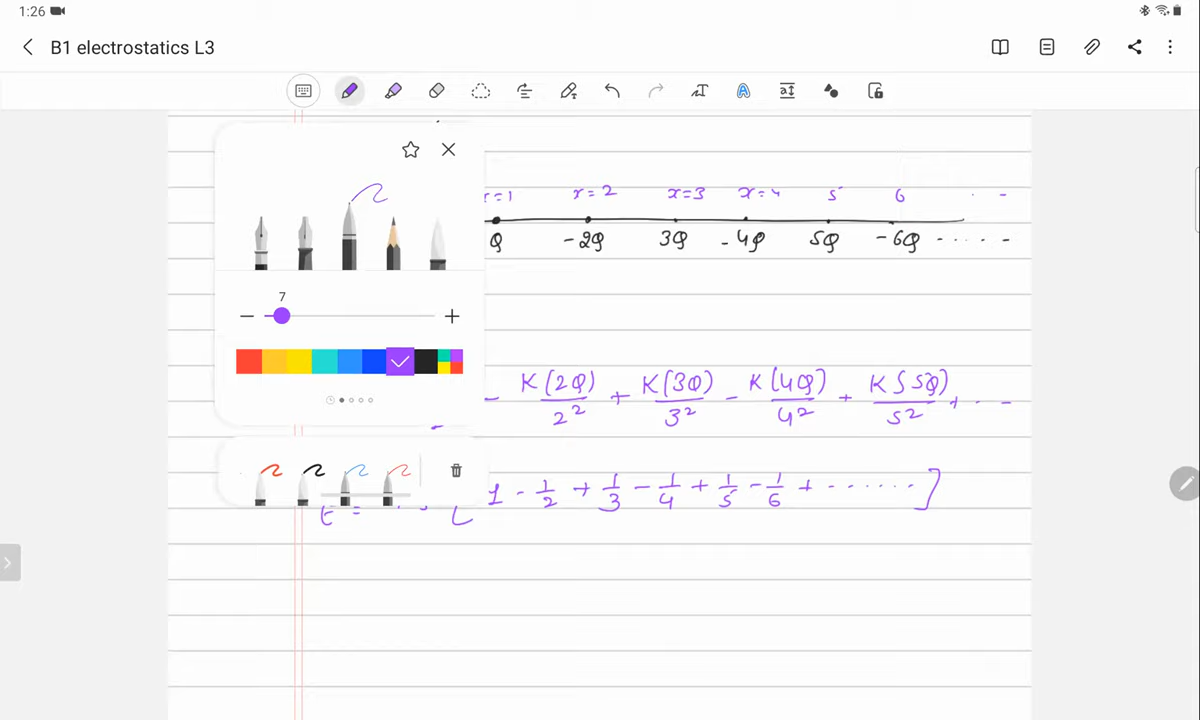 1:26
B1 electrostatics L3
x=1 x=2 x=3 x=4 5 6 . . -
Q -2Q 3Q -4Q 5Q -6Q .....
7
- K(2Q)/2² + K(3Q)/3² - K(4Q)/4² + K(5Q)/5² + . . -
E = [ 1 - 1/2 + 1/3 - 1/4 + 1/5 - 1/6 + ....... ]